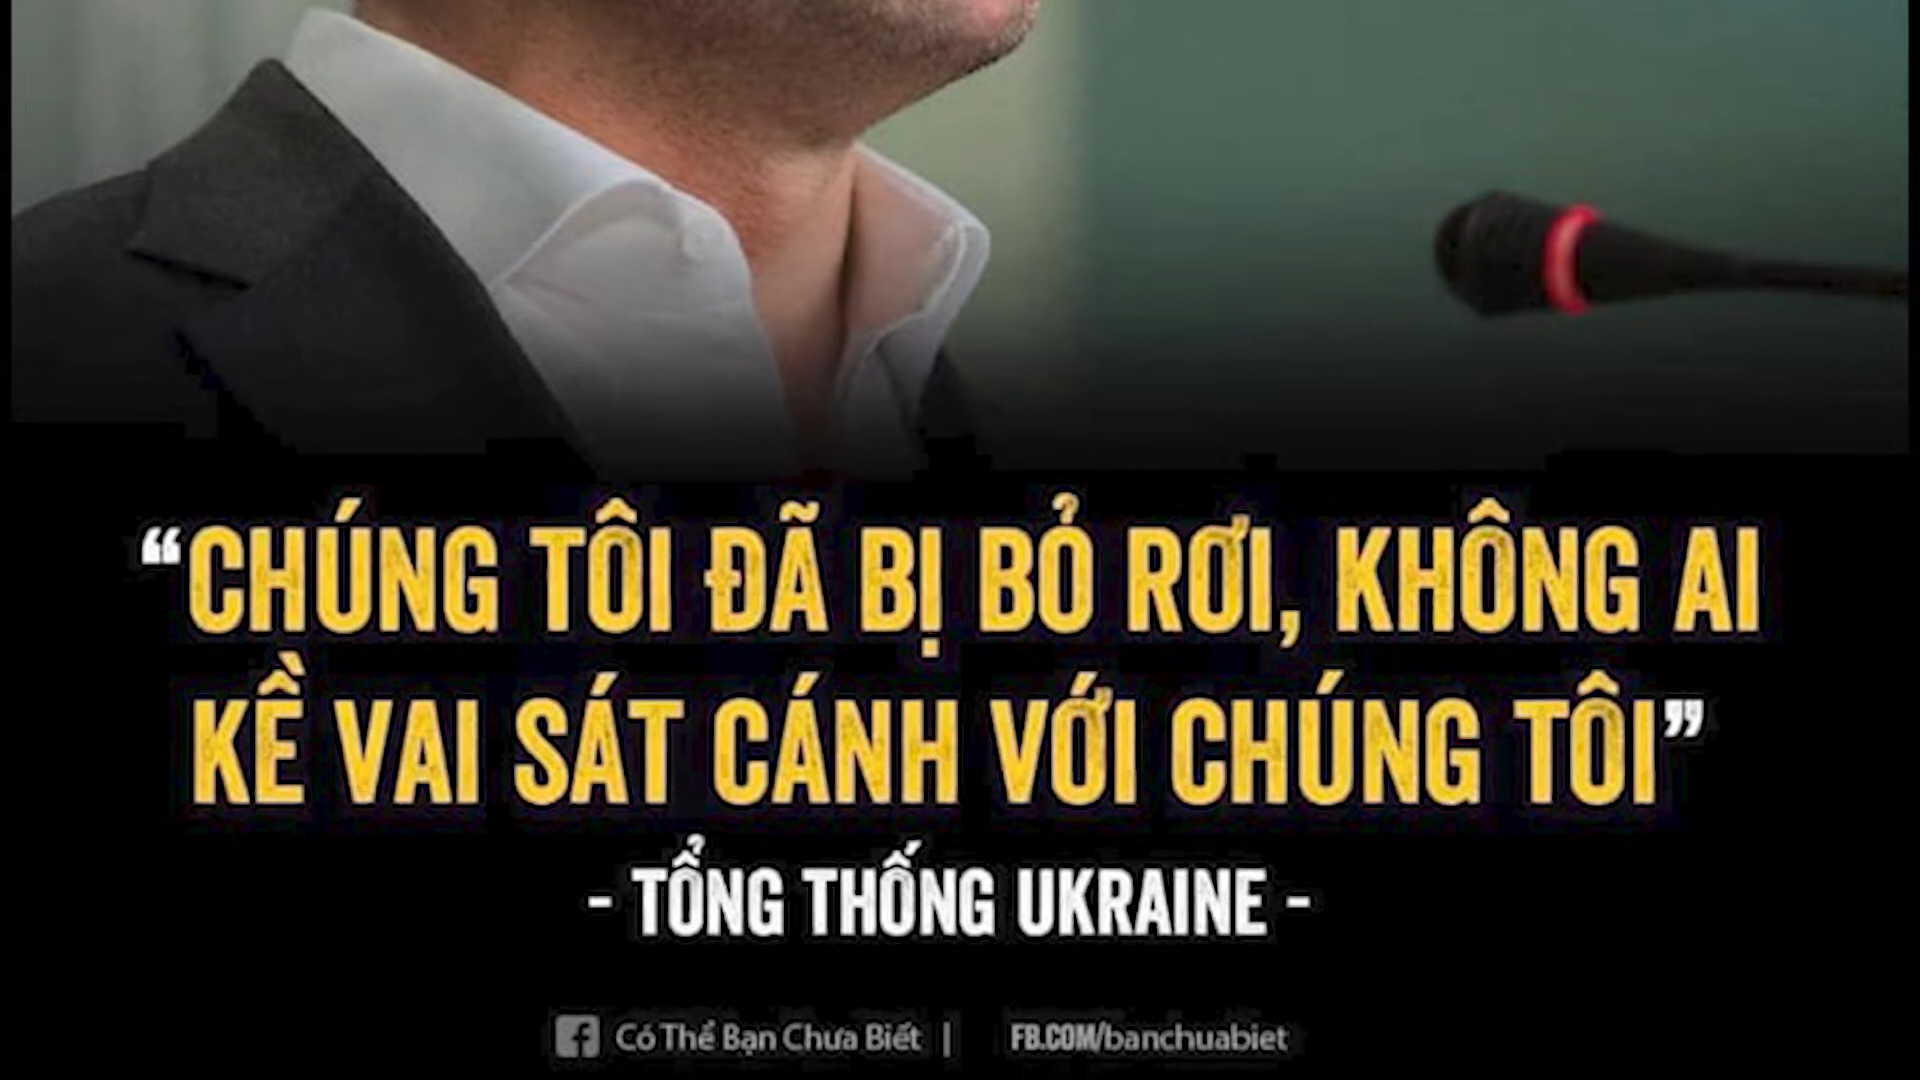 “CHÚNG TÔI ĐÃ BỊ BỎ RƠI, KHÔNG AI
KỀ VAI SÁT CÁNH VỚI CHÚNG TÔI”
- TỔNG THỐNG UKRAINE -
Có Thể Bạn Chưa Biết | FB.COM/banchuabiet